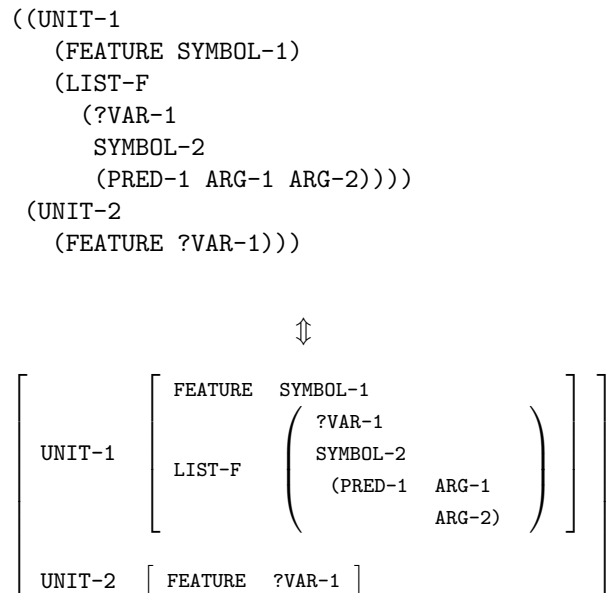 ((UNIT-1
(FEATURE SYMBOL-1)
(LIST-F
(?VAR-1
SYMBOL-2
(PRED-1 ARG-1 ARG-2))))
(UNIT-2
(FEATURE ?VAR-1)))
⇕
FEATURE SYMBOL-1
?VAR-1
UNIT-1 SYMBOL-2
LIST-F
(PRED-1 ARG-1
ARG-2)
UNIT-2 [ FEATURE ?VAR-1 ]